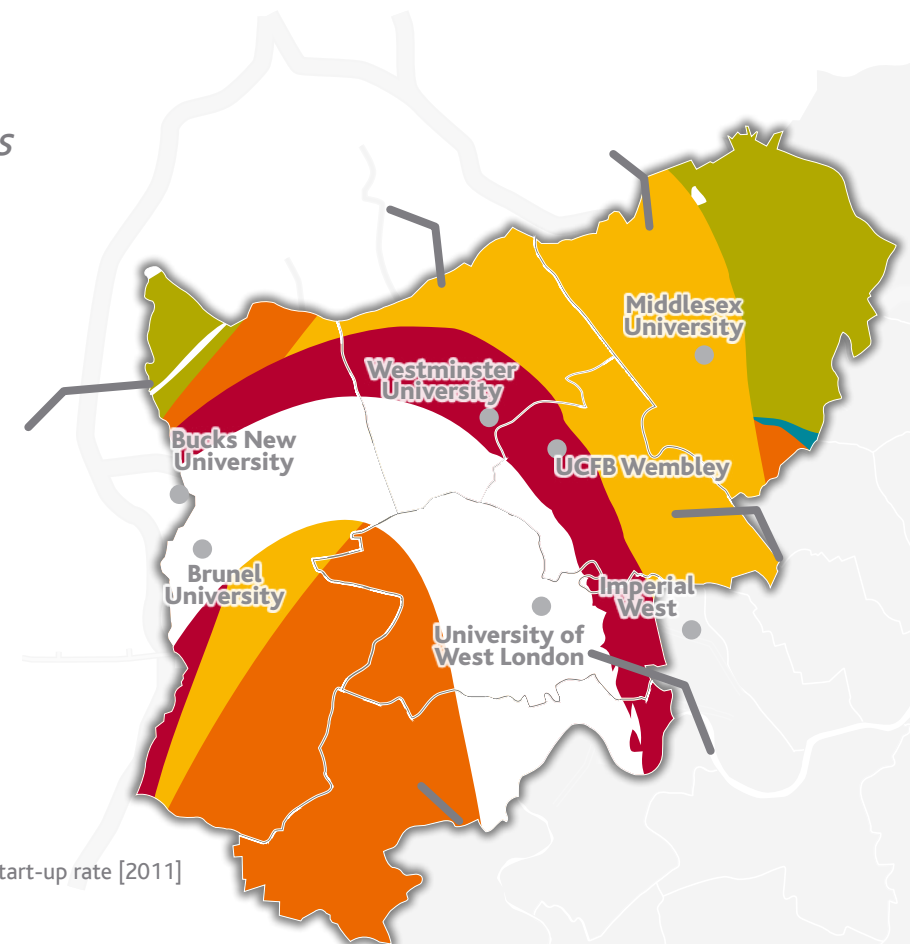 s
Middlesex
University
Westminster
University
Bucks New
University
UCFB Wembley
Brunel
University
Imperial
West
University of
West London
tart-up rate [2011]